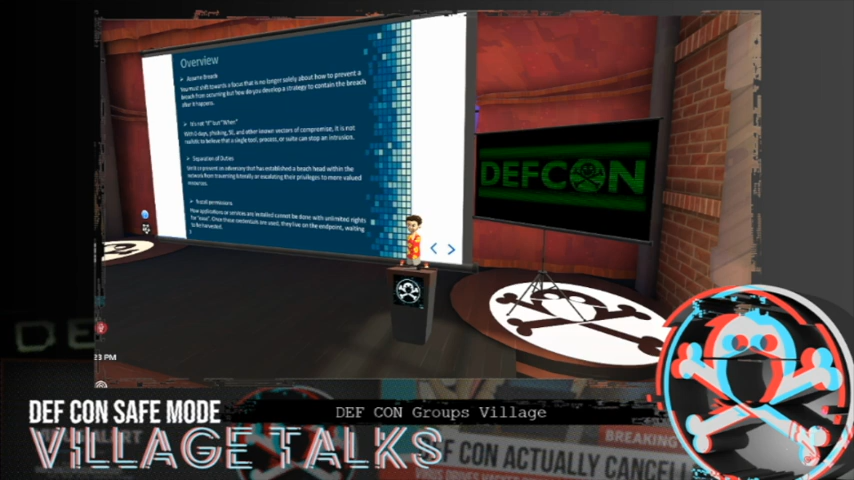 Overview
Assume Breach
You must shift towards a focus that is no longer solely about how to prevent a
breach from occurring but how do you develop a strategy to contain the breach
after it happens.
It's not "If" but "When"
With 0-days, phishing, SE, and other known vectors of compromise, it is not
realistic to believe that a single tool, process, or suite can stop an intrusion.
Separation of Duties
an adversary that has established a beach head within the
network from traversing laterally or escalating their privileges to more valued
resources.
permissions
applications or services are installed cannot be done with unlimited rights
for "ease". Once these credentials are used, they live on the endpoint, waiting
to be harvested.
DEFCON
23 PM
DEF CON Groups Village
DEF CON SAFE MODE
VILLAGE TALKS
BREAKING
DEF CON ACTUALLY CANCELL